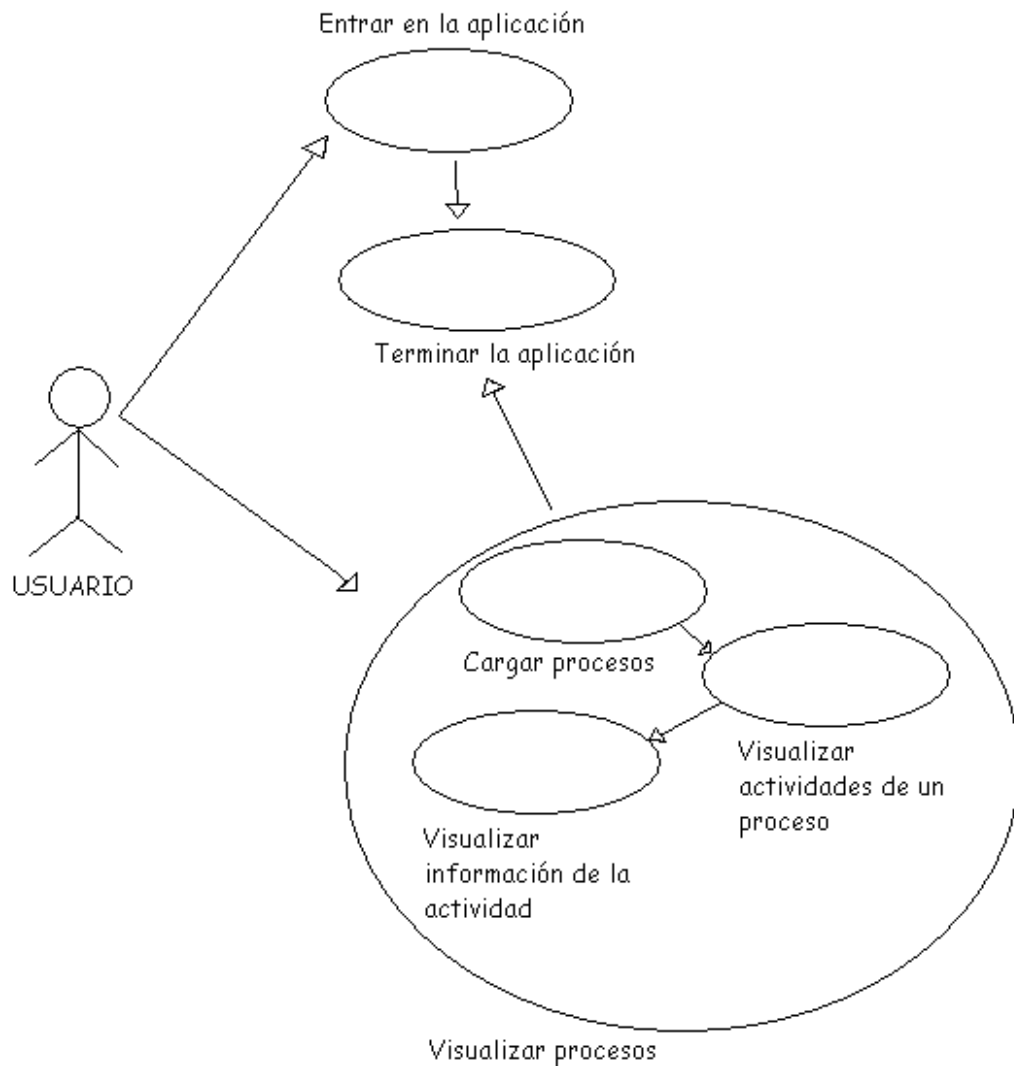 Entrar en la aplicación
Terminar la aplicación
USUARIO
Cargar procesos
Visualizar
actividades de un
proceso
Visualizar
información de la
actividad
Visualizar procesos